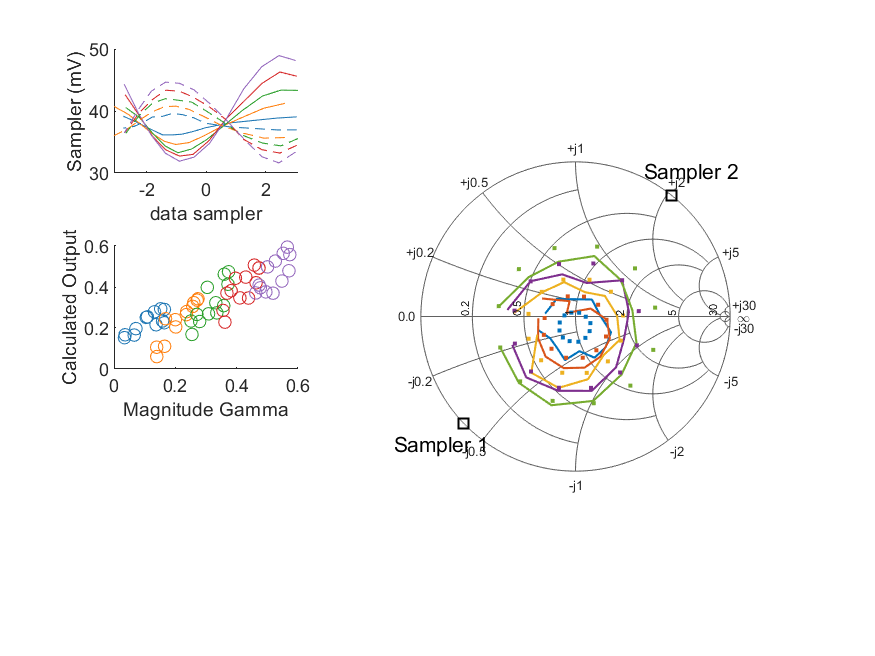 50
40
30
Sampler (mV)
-2 0 2
data sampler
0.6
0.4
0.2
0
Calculated Output
0 0.2 0.4 0.6
Magnitude Gamma
+j1
Sampler 2
+j2
+j0.5
+j0.2
+j5
0.0
0.2
0.5
1
2
5
30
+j30
∞
-j30
-j0.2
-j5
Sampler 1
-j0.5
-j2
-j1